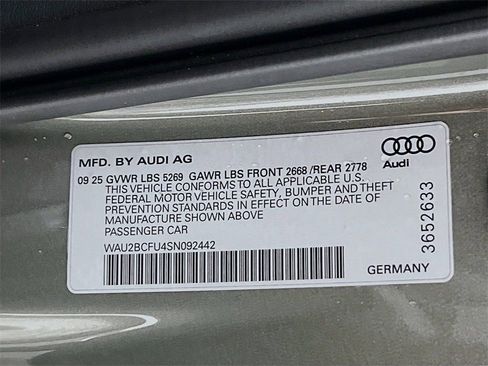 MFD. BY AUDI AG
09 25 GVWR LBS 5269 GAWR LBS FRONT 2668 /REAR 2778
THIS VEHICLE CONFORMS TO ALL APPLICABLE U.S.
FEDERAL MOTOR VEHICLE SAFETY, BUMPER AND THEFT
PREVENTION STANDARDS IN EFFECT ON THE DATE OF
MANUFACTURE SHOWN ABOVE
PASSENGER CAR
WAU2BCFU4SN092442
Audi
3652633
GERMANY